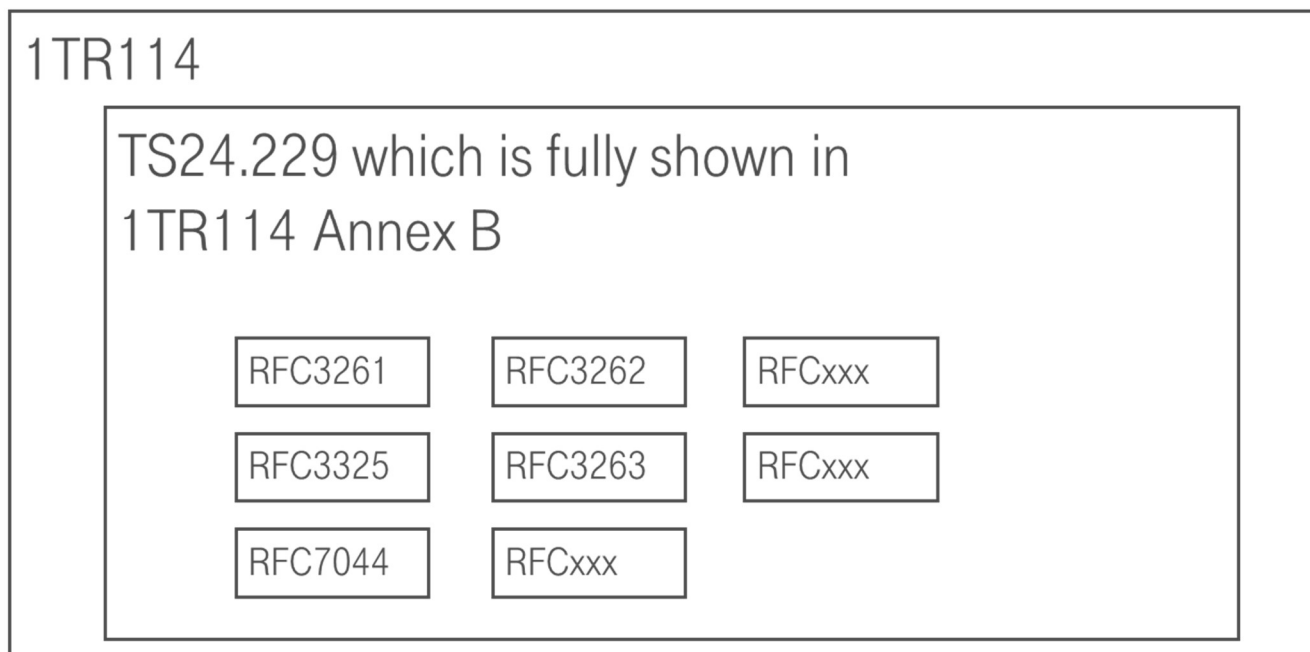 1TR114
TS24.229 which is fully shown in
1TR114 Annex B
RFC3261 RFC3262 RFCxxx
RFC3325 RFC3263 RFCxxx
RFC7044 RFCxxx